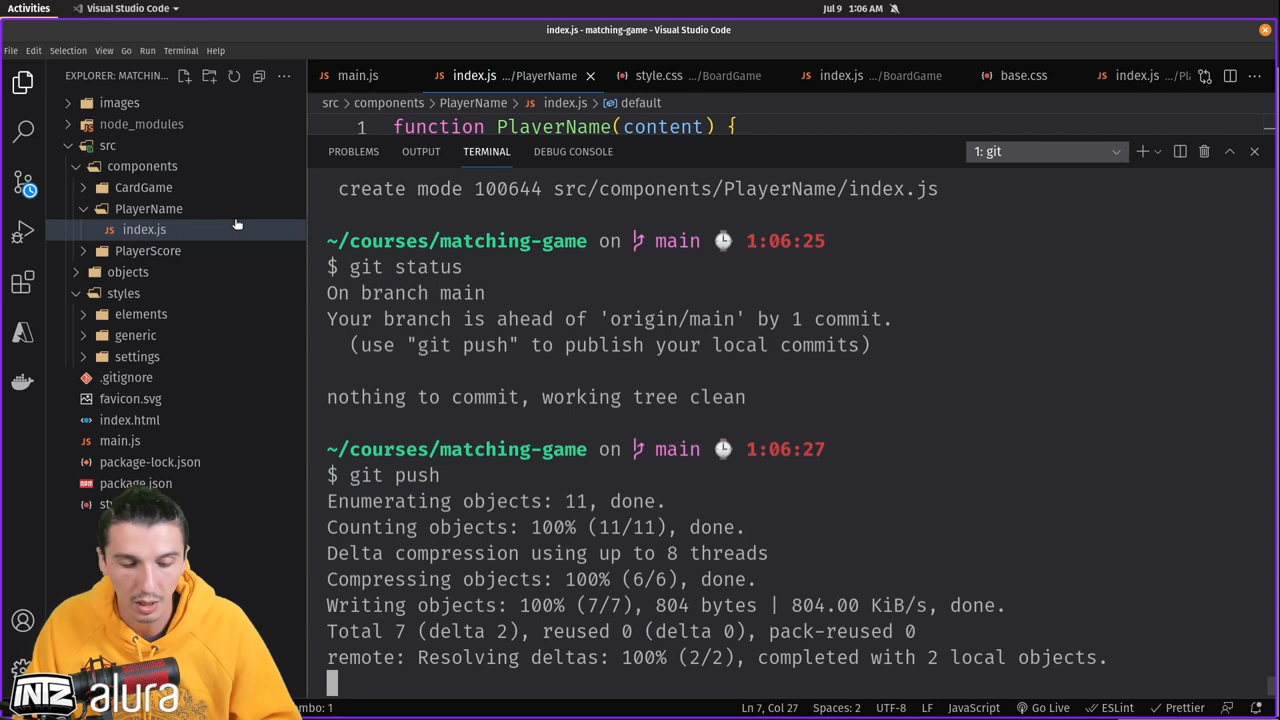 Activities
Visual Studio Code
Jul 9 1:06 AM
index.js - matching-game - Visual Studio Code
File Edit Selection View Go Run Terminal Help
EXPLORER: MATCHIN...
main.js
index.js .../PlayerName
style.css .../BoardGame
index.js .../BoardGame
base.css
index.js .../Pl
src > components > PlayerName > index.js > default
1 function PlayerName(content) {
images
node_modules
src
components
CardGame
PlayerName
index.js
PlayerScore
objects
styles
elements
generic
settings
.gitignore
favicon.svg
index.html
main.js
package-lock.json
package.json
PROBLEMS OUTPUT TERMINAL DEBUG CONSOLE
1: git
create mode 100644 src/components/PlayerName/index.js
~/courses/matching-game on main 1:06:25
$ git status
On branch main
Your branch is ahead of 'origin/main' by 1 commit.
(use "git push" to publish your local commits)
nothing to commit, working tree clean
~/courses/matching-game on main 1:06:27
$ git push
Enumerating objects: 11, done.
Counting objects: 100% (11/11), done.
Delta compression using up to 8 threads
Compressing objects: 100% (6/6), done.
Writing objects: 100% (7/7), 804 bytes | 804.00 KiB/s, done.
Total 7 (delta 2), reused 0 (delta 0), pack-reused 0
remote: Resolving deltas: 100% (2/2), completed with 2 local objects.
INTZ alura
Ln 7, Col 27 Spaces: 2 UTF-8 LF JavaScript Go Live ESLint Prettier